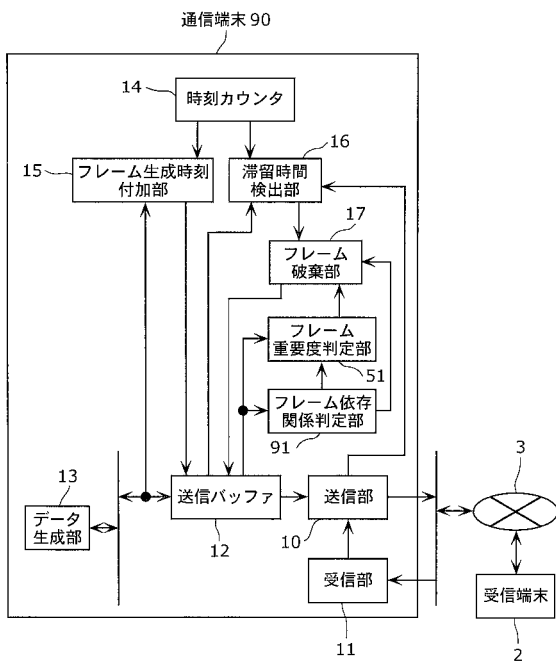 通信端末90
14
時刻カウンタ
15
フレーム生成時刻
付加部
16
滞留時間
検出部
17
フレーム
破棄部
フレーム
重要度判定部
51
フレーム依存
関係判定部
91
13
データ
生成部
送信バッファ
12
送信部
10
受信部
11
3
受信端末
2